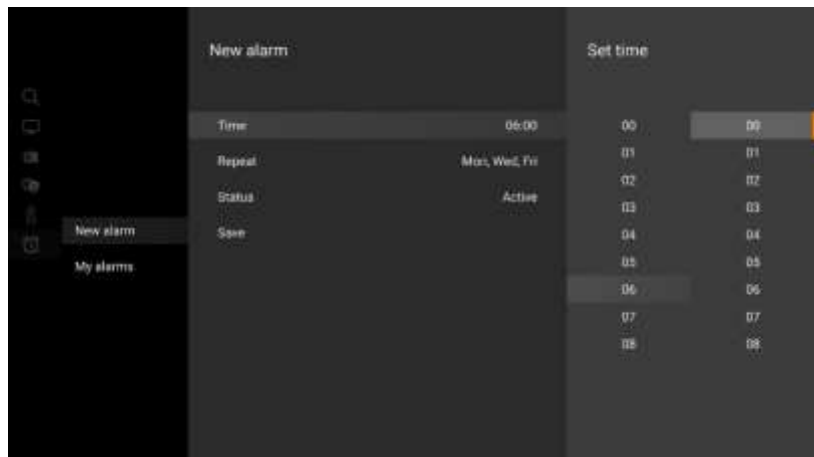 New alarm
Set time
Time 06:00
Repeat Mon, Wed, Fri
Status Active
Save
New alarm
My alarms
00 00
01 01
02 02
03 03
04 04
05 05
06 06
07 07
08 08